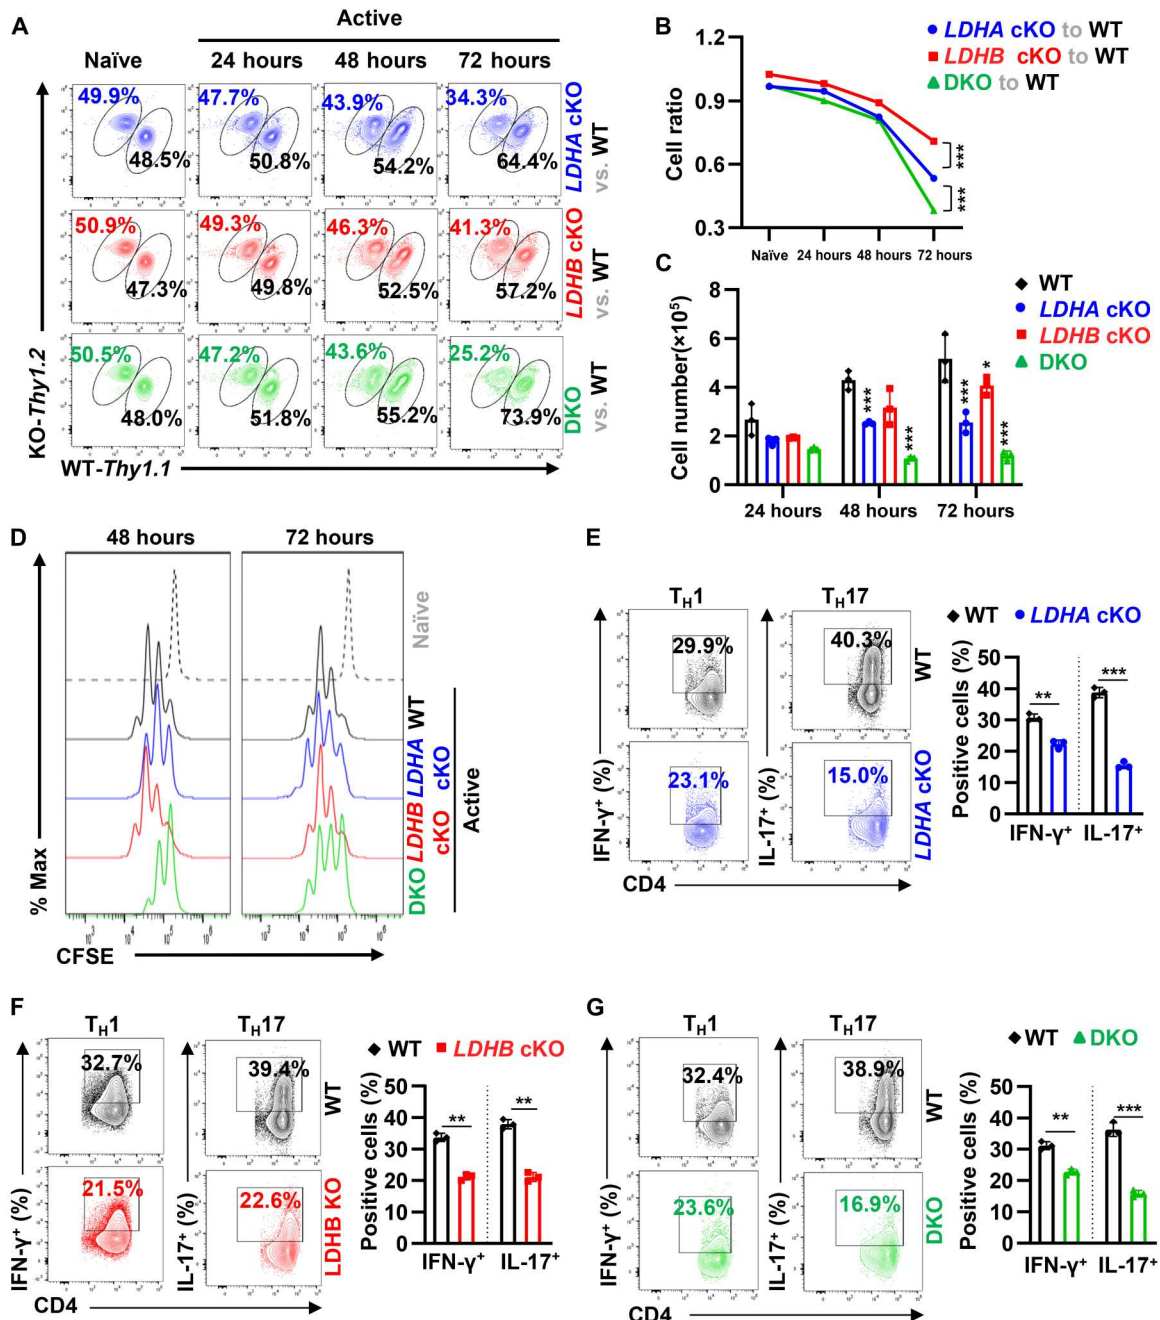 A
Active
Naïve
24 hours
48 hours
72 hours
49.9%
47.7%
43.9%
34.3%
48.5%
50.8%
54.2%
64.4%
LDHA cKO
vs. WT
50.9%
49.3%
46.3%
41.3%
47.3%
49.8%
52.5%
57.2%
LDHB cKO
vs. WT
50.5%
47.2%
43.6%
25.2%
48.0%
51.8%
55.2%
73.9%
DKO
vs. WT
KO-Thy1.2
WT-Thy1.1
B
LDHA cKO to WT
LDHB cKO to WT
DKO to WT
Cell ratio
1.2
0.9
0.6
0.3
***
***
Naïve
24 hours
48 hours
72 hours
C
WT
LDHA cKO
LDHB cKO
DKO
Cell number(×10⁵)
8
6
4
2
0
***
***
***
*
***
24 hours
48 hours
72 hours
D
48 hours
72 hours
Naïve
WT
LDHA
cKO
LDHB
cKO
DKO
Active
% Max
10³
10⁴
10⁵
10⁶
10³
10⁴
10⁵
10⁶
CFSE
E
TH1
TH17
29.9%
40.3%
WT
23.1%
15.0%
LDHA cKO
IFN-γ⁺ (%)
IL-17⁺ (%)
CD4
WT
LDHA cKO
Positive cells (%)
50
40
30
20
10
0
**
***
IFN-γ⁺
IL-17⁺
F
TH1
TH17
32.7%
39.4%
WT
21.5%
22.6%
LDHB KO
IFN-γ⁺ (%)
IL-17⁺ (%)
CD4
WT
LDHB cKO
Positive cells (%)
50
40
30
20
10
0
**
**
IFN-γ⁺
IL-17⁺
G
TH1
TH17
32.4%
38.9%
WT
23.6%
16.9%
DKO
IFN-γ⁺ (%)
IL-17⁺ (%)
CD4
WT
DKO
Positive cells (%)
50
40
30
20
10
0
**
***
IFN-γ⁺
IL-17⁺